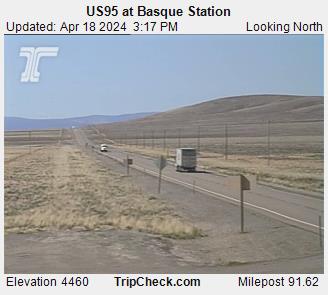 US95 at Basque Station
Updated: Apr 18 2024 3:17 PM Looking North
Elevation 4460 TripCheck.com Milepost 91.62